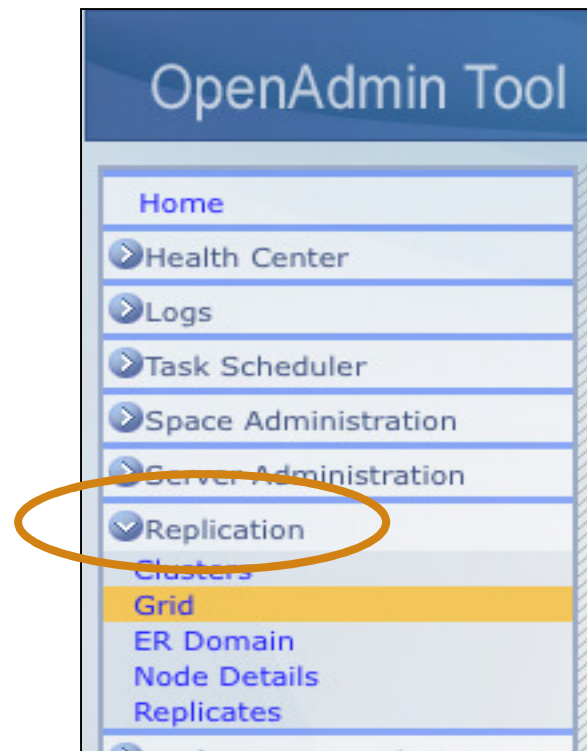 OpenAdmin Tool
Home
Health Center
Logs
Task Scheduler
Space Administration
Server Administration
Replication
Clusters
Grid
ER Domain
Node Details
Replicates